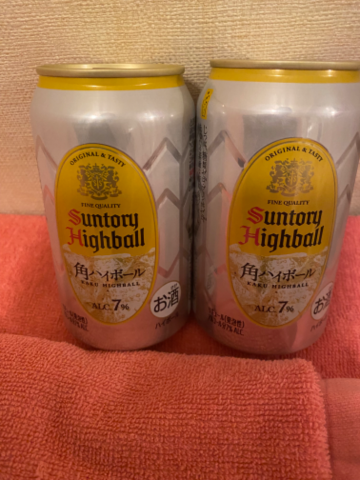 ORIGINAL & TASTY
FINE QUALITY
Suntory
Highball
角ハイボール
KAKU HIGHBALL
ALC.7%
お酒
ORIGINAL & TASTY
FINE QUALITY
Suntory
Highball
角ハイボール
KAKU HIGHBALL
ALC.7%
お酒